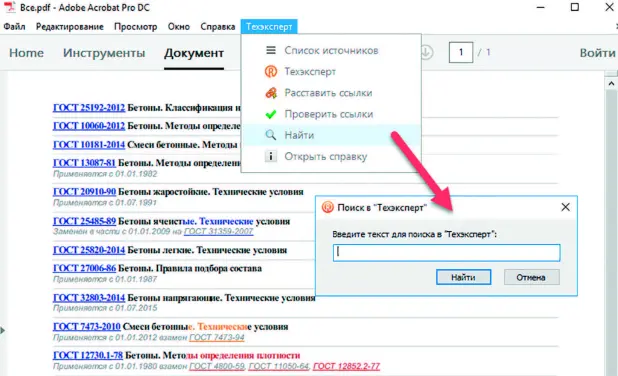 Все.pdf - Adobe Acrobat Pro DC
Файл Редактирование Просмотр Окно Справка Техэксперт
Home Инструменты Документ 1 / 1 Войти
Список источников
Техэксперт
Расставить ссылки
Проверить ссылки
Найти
Открыть справку
ГОСТ 25192-2012 Бетоны. Классификация и
ГОСТ 10060-2012 Бетоны. Методы определе
ГОСТ 10181-2014 Смеси бетонные. Методы
ГОСТ 13087-81 Бетоны. Методы определени
Применяется с 01.01.1982
ГОСТ 20910-90 Бетоны жаростойкие. Технические условия
Применяется с 01.07.1991
ГОСТ 25485-89 Бетоны ячеистые. Технические условия
Заменен в части с 01.01.2009 на ГОСТ 31359-2007
ГОСТ 25820-2014 Бетоны легкие. Технические условия
ГОСТ 27006-86 Бетоны. Правила подбора состава
Применяется с 01.01.1987
ГОСТ 32803-2014 Бетоны напрягающие. Технические условия
Применяется с 01.07.2015
ГОСТ 7473-2010 Смеси бетонные. Технические условия
Применяется с 01.01.2012 взамен ГОСТ 7473-94
ГОСТ 12730.1-78 Бетоны. Методы определения плотности
Применяется с 01.01.1980 взамен ГОСТ 4800-59, ГОСТ 11050-64, ГОСТ 12852.2-77
Поиск в "Техэксперт"
Введите текст для поиска в "Техэксперт":
Найти Отмена